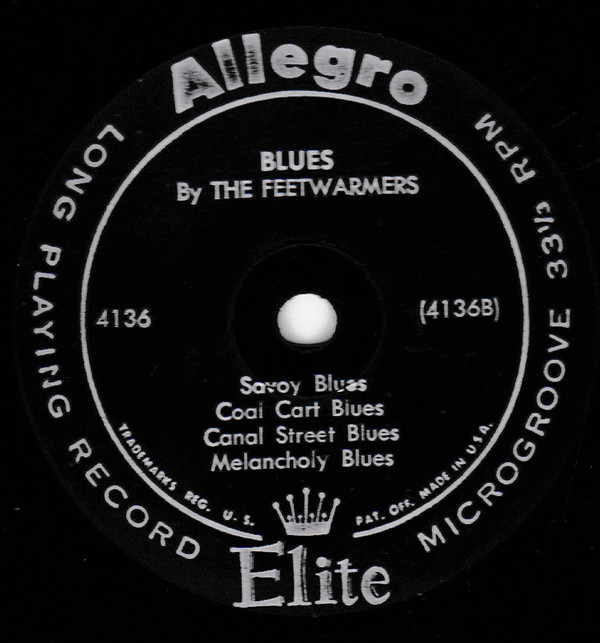 Allegro
LONG PLAYING RECORD
MICROGROOVE 33⅓ RPM
BLUES
By THE FEETWARMERS
4136
(4136B)
Savoy Blues
Coal Cart Blues
Canal Street Blues
Melancholy Blues
TRADEMARKS REG. U. S. PAT. OFF. MADE IN U.S.A.
Elite